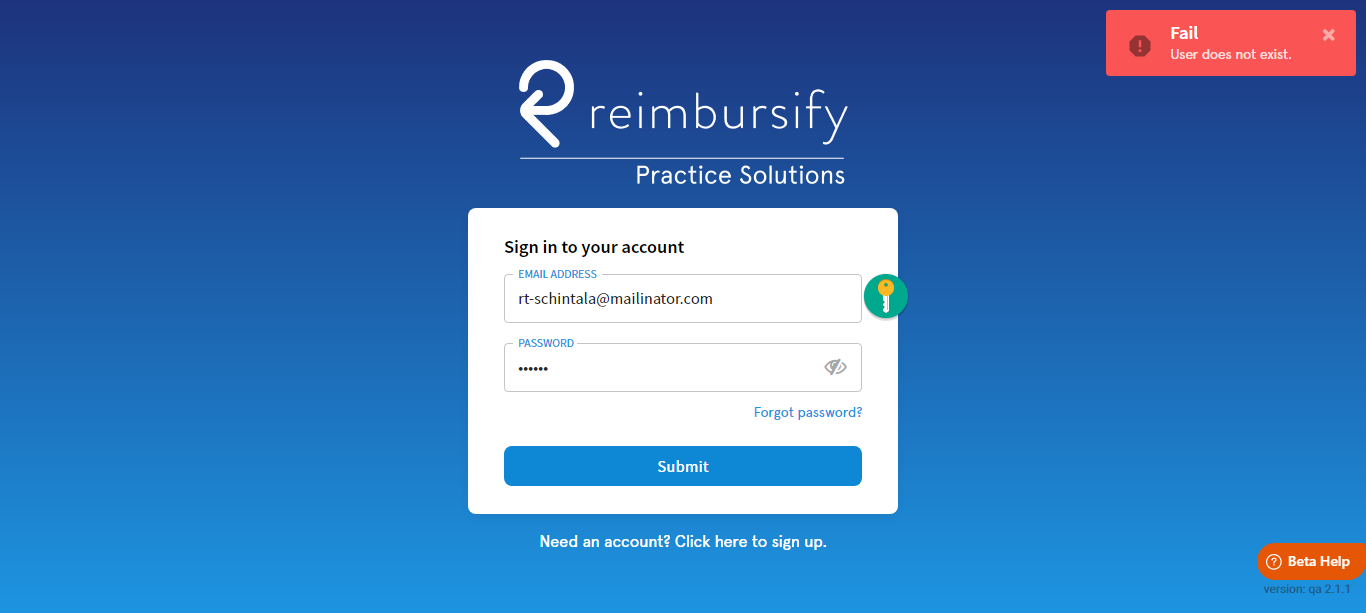 Fail
User does not exist.
reimbursify
Practice Solutions
Sign in to your account
EMAIL ADDRESS
rt-schintala@mailinator.com
PASSWORD
••••••
Forgot password?
Submit
Need an account? Click here to sign up.
Beta Help
version: qa 2.1.1